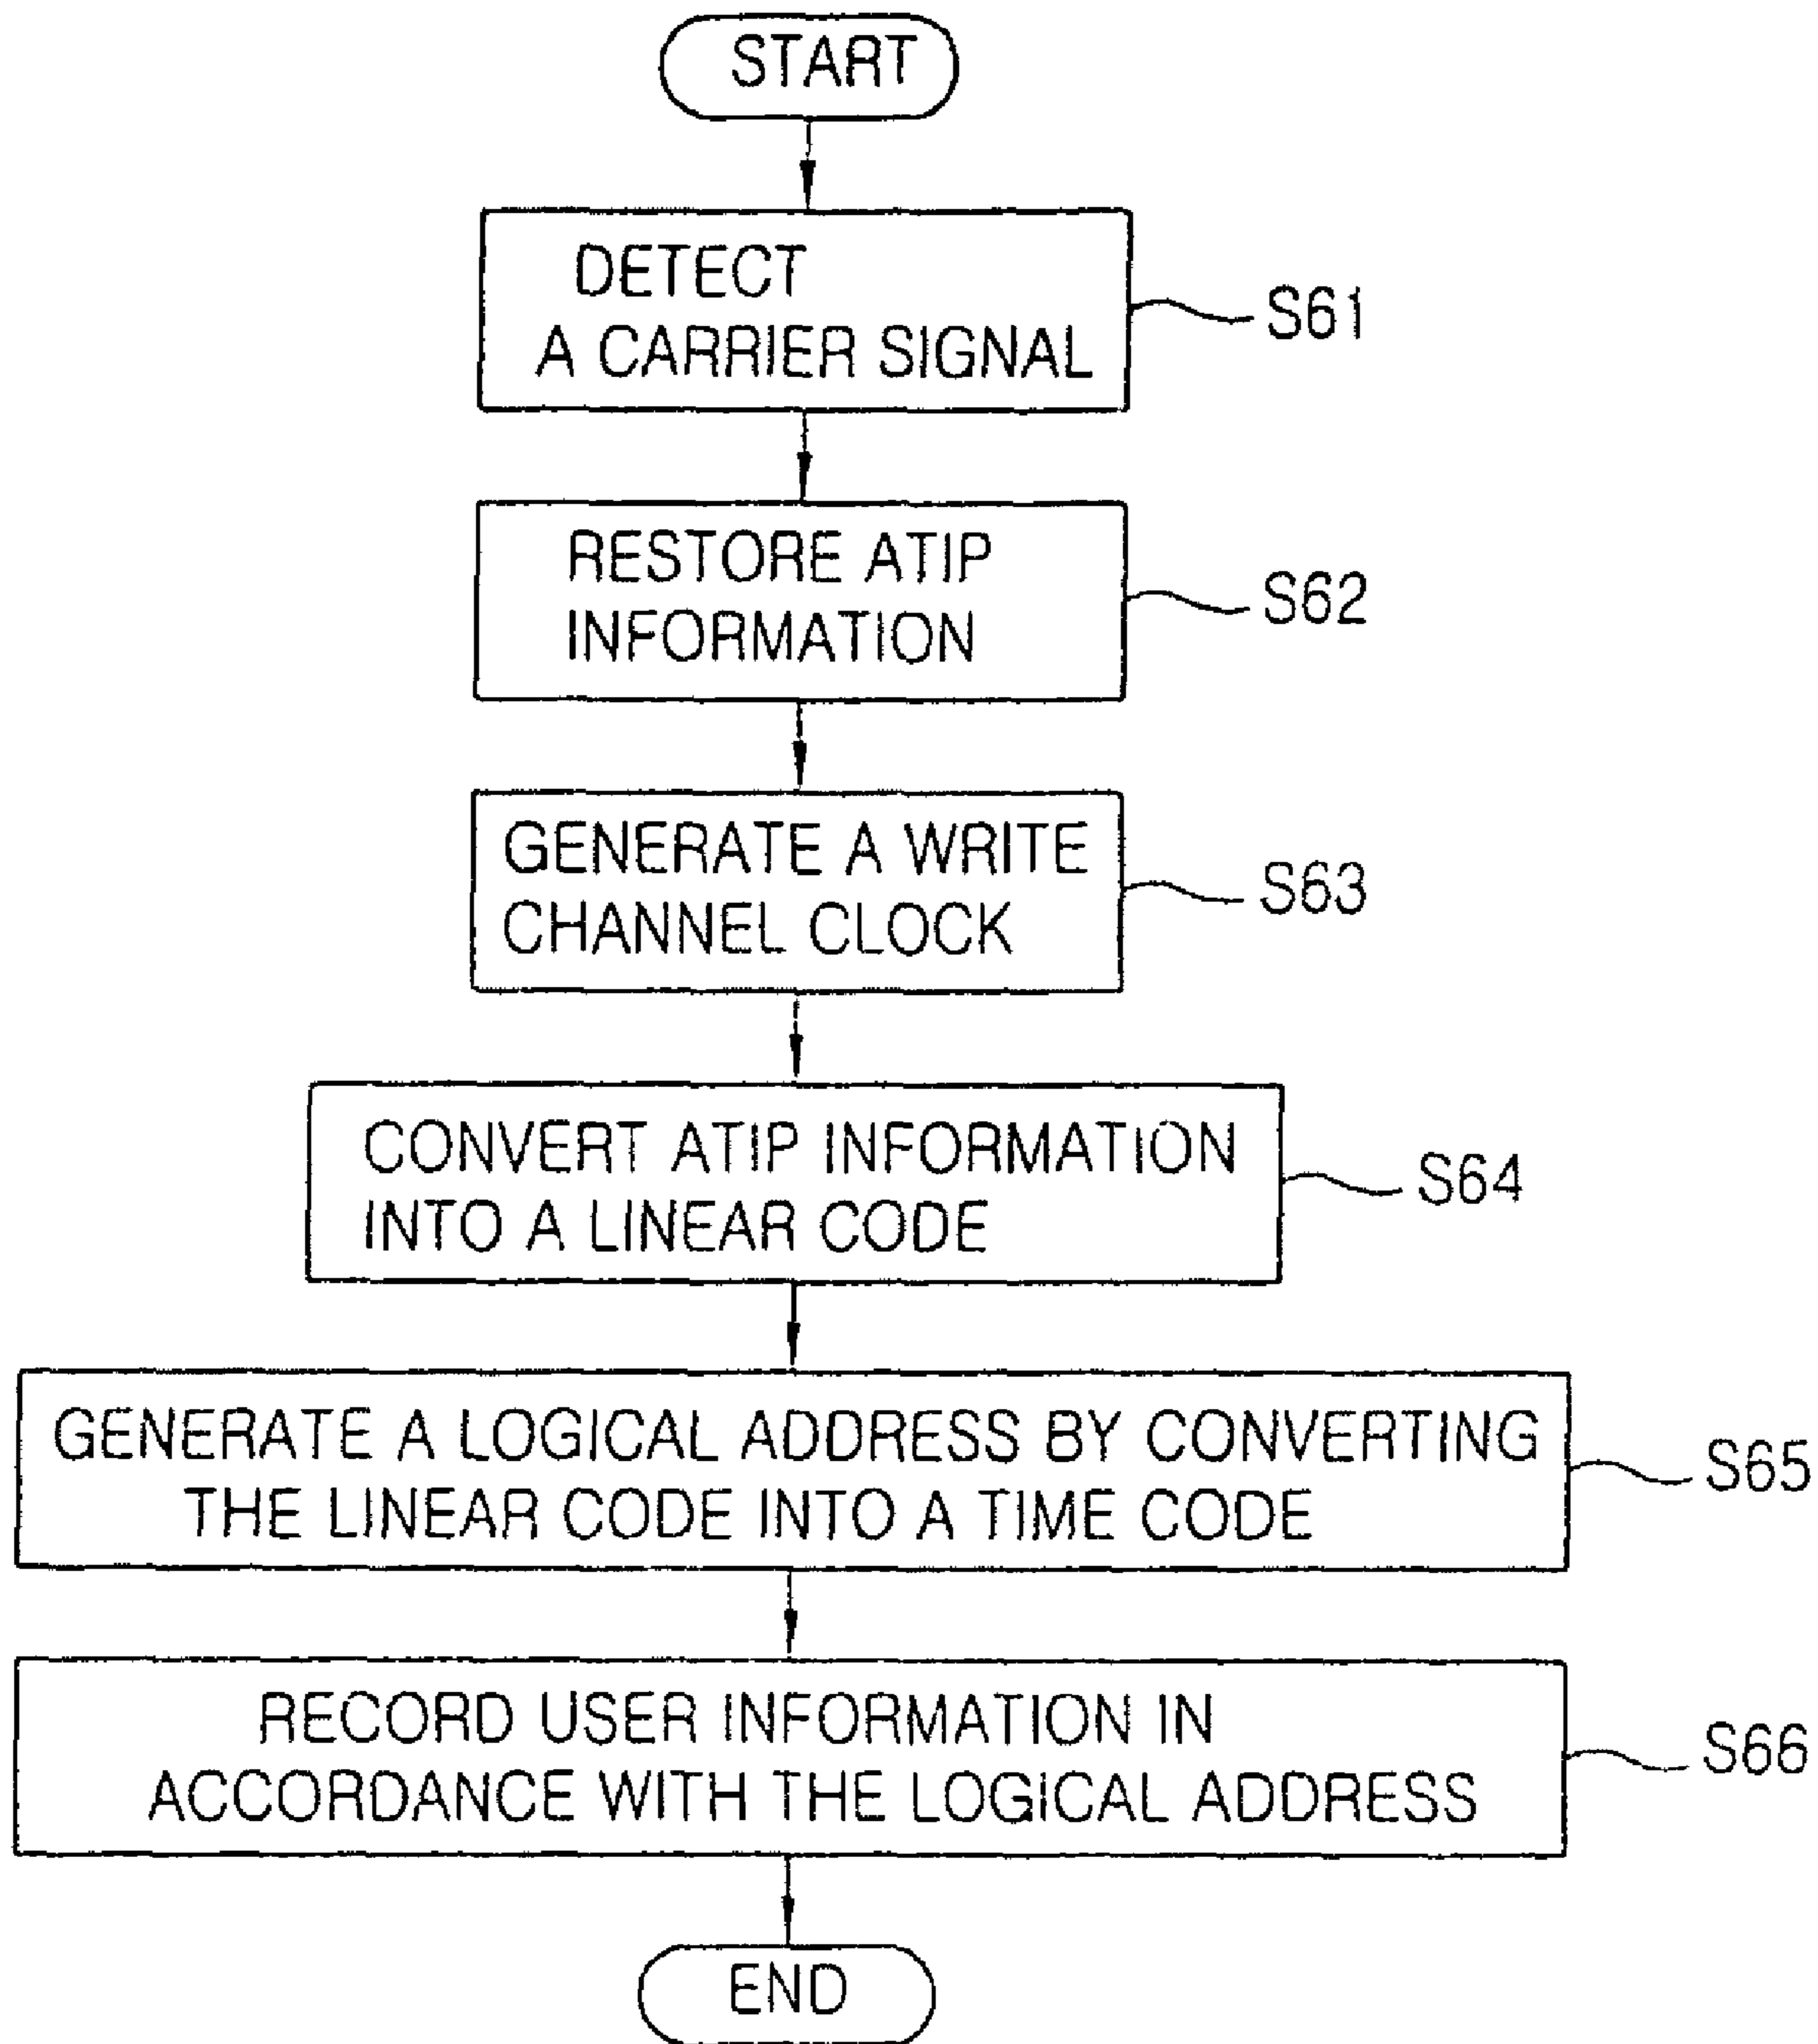 START
DETECT
A CARRIER SIGNAL
S61
RESTORE ATIP
INFORMATION
S62
GENERATE A WRITE
CHANNEL CLOCK
S63
CONVERT ATIP INFORMATION
INTO A LINEAR CODE
S64
GENERATE A LOGICAL ADDRESS BY CONVERTING
THE LINEAR CODE INTO A TIME CODE
S65
RECORD USER INFORMATION IN
ACCORDANCE WITH THE LOGICAL ADDRESS
S66
END